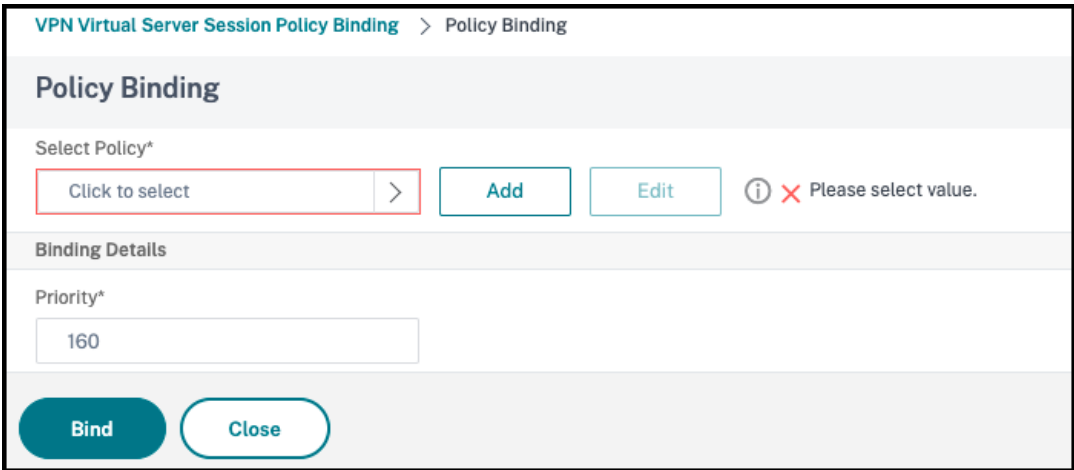 VPN Virtual Server Session Policy Binding > Policy Binding
Policy Binding
Select Policy*
Click to select > Add Edit Please select value.
Binding Details
Priority*
160
Bind Close